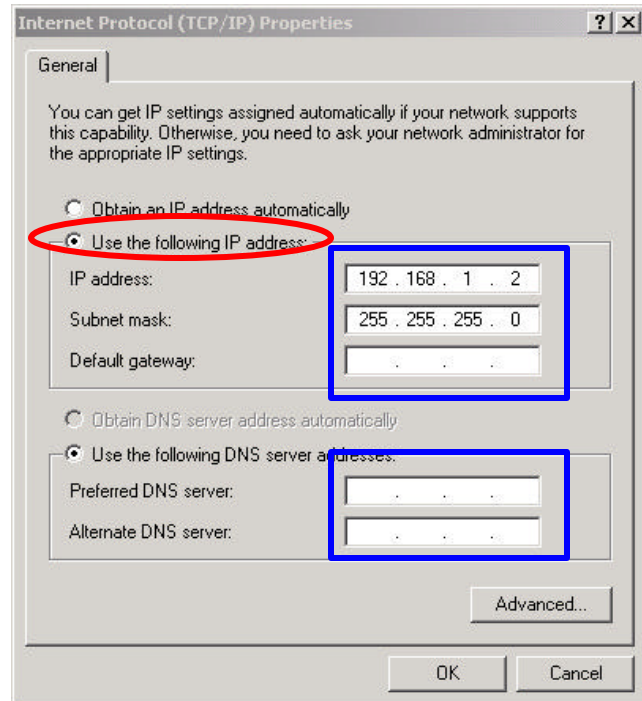 Internet Protocol (TCP/IP) Properties
General
You can get IP settings assigned automatically if your network supports
this capability. Otherwise, you need to ask your network administrator for
the appropriate IP settings.
Obtain an IP address automatically
Use the following IP address:
IP address: 192 . 168 . 1 . 2
Subnet mask: 255 . 255 . 255 . 0
Default gateway: . . .
Obtain DNS server address automatically
Use the following DNS server addresses:
Preferred DNS server: . . .
Alternate DNS server: . . .
Advanced...
OK Cancel